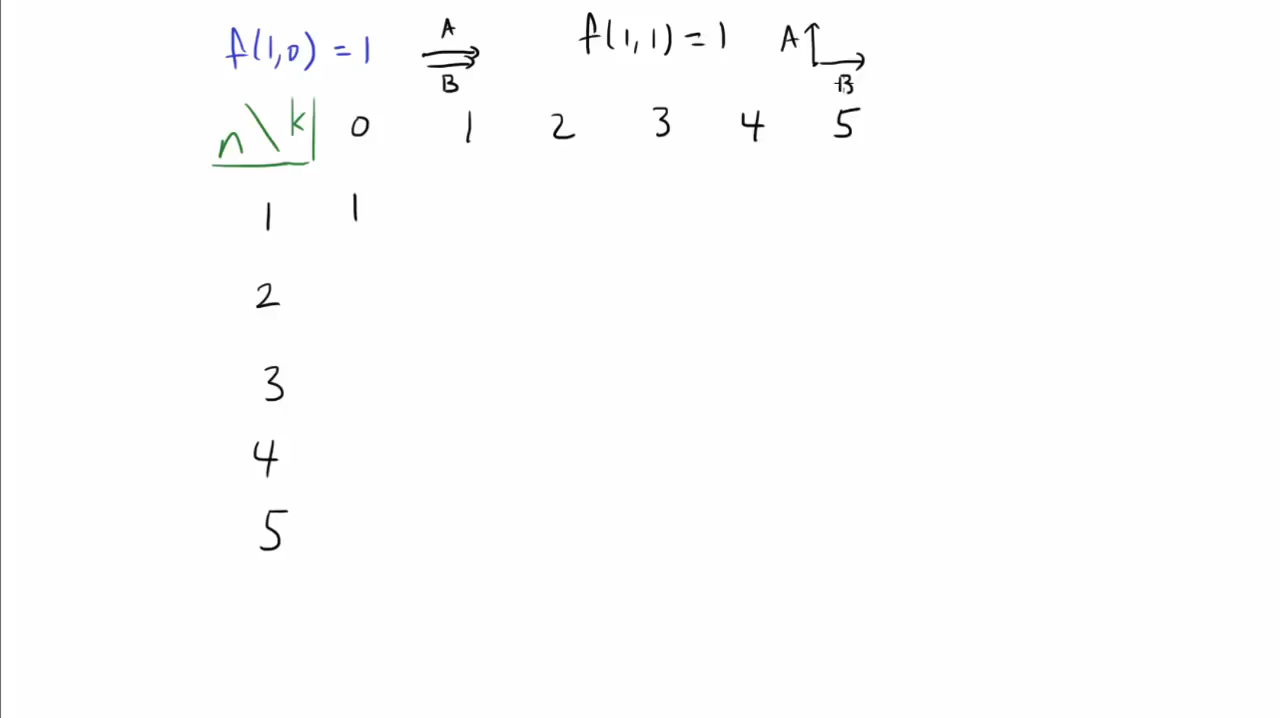 f(1,0) = 1 A B f(1,1) = 1 A B
n\k 0 1 2 3 4 5
1 1
2
3
4
5